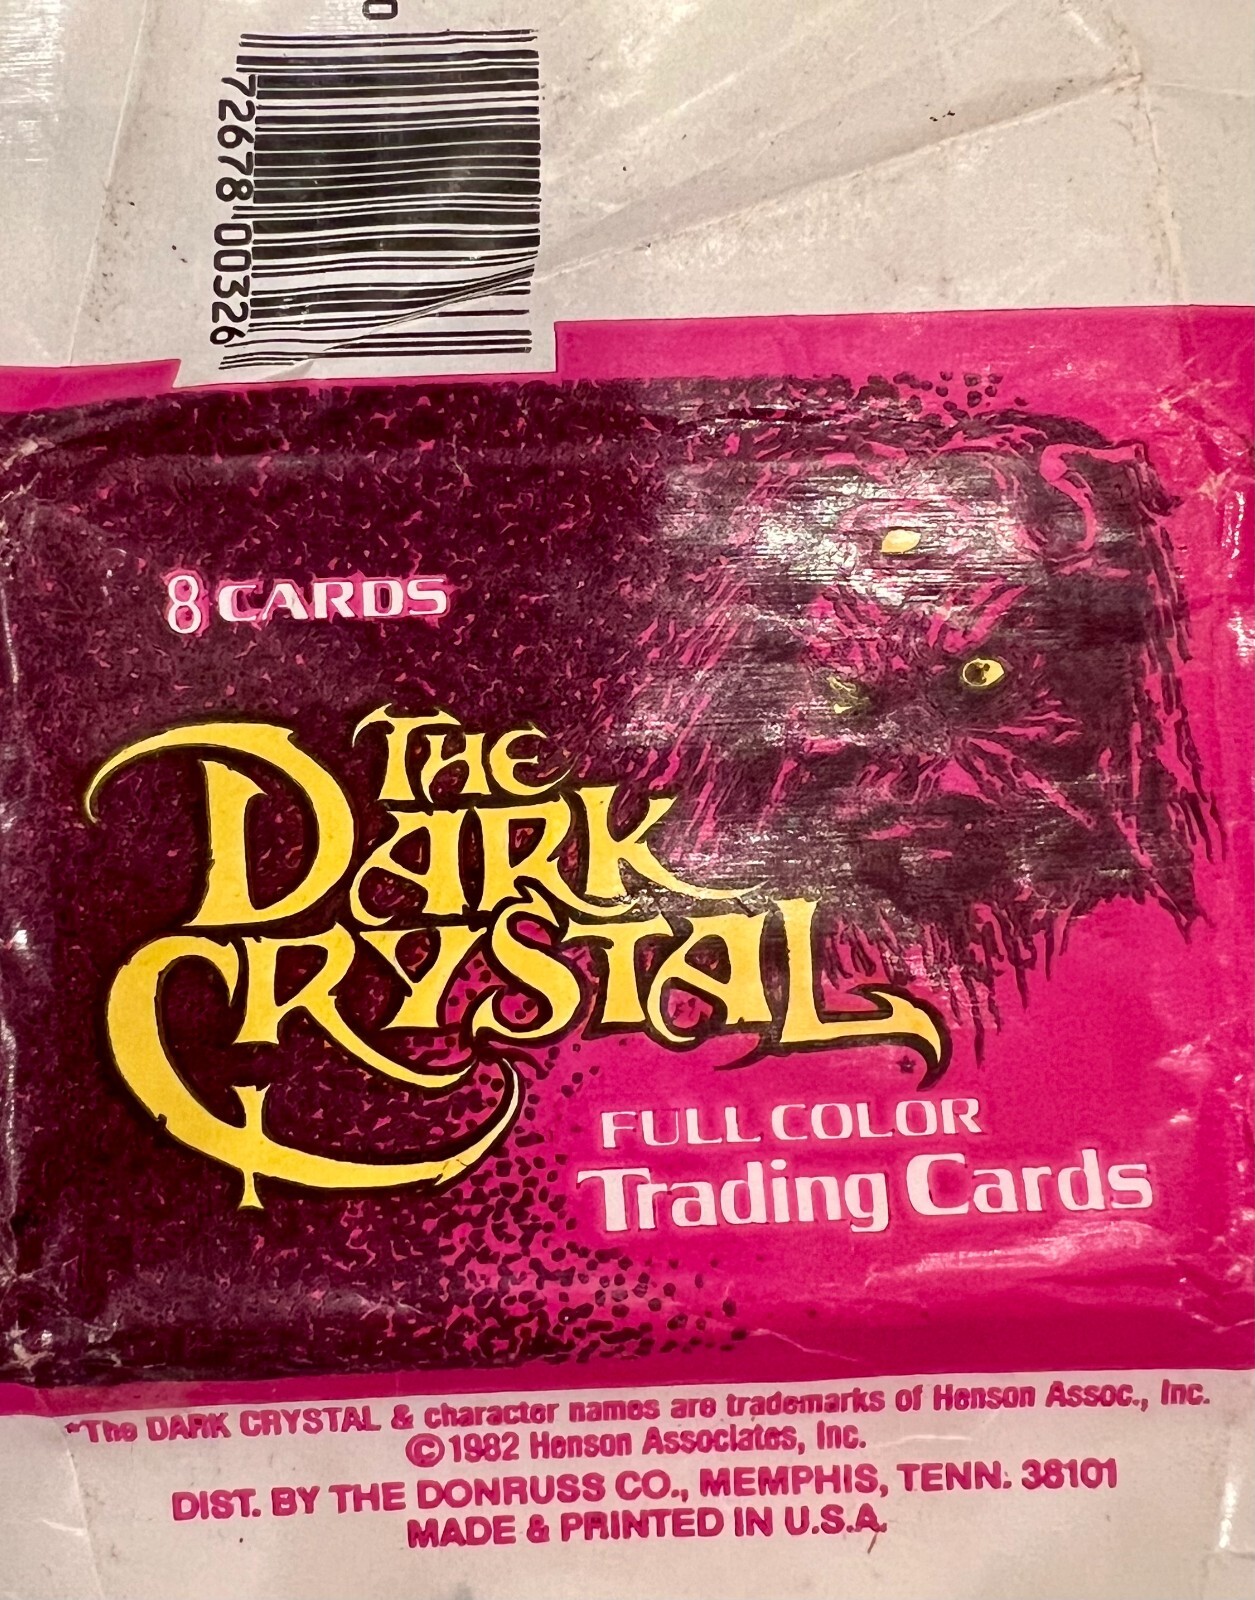 0
72678 00326
8 CARDS
THE
DARK
CRYSTAL
FULL COLOR
Trading Cards
*The DARK CRYSTAL & character names are trademarks of Henson Assoc., Inc.
©1982 Henson Associates, Inc.
DIST. BY THE DONRUSS CO., MEMPHIS, TENN. 38101
MADE & PRINTED IN U.S.A.